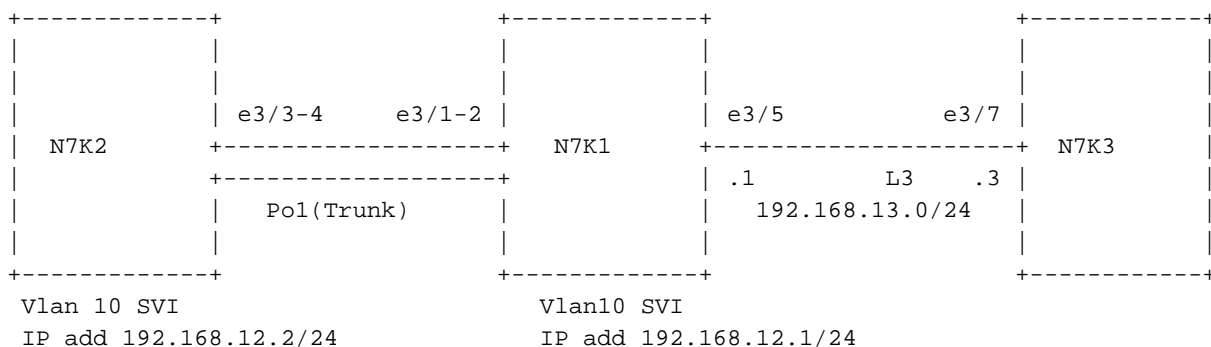 e3/3-4 e3/1-2 e3/5 e3/7
N7K2 N7K1 N7K3
.1 L3 .3
Po1(Trunk) 192.168.13.0/24
Vlan 10 SVI Vlan10 SVI
IP add 192.168.12.2/24 IP add 192.168.12.1/24